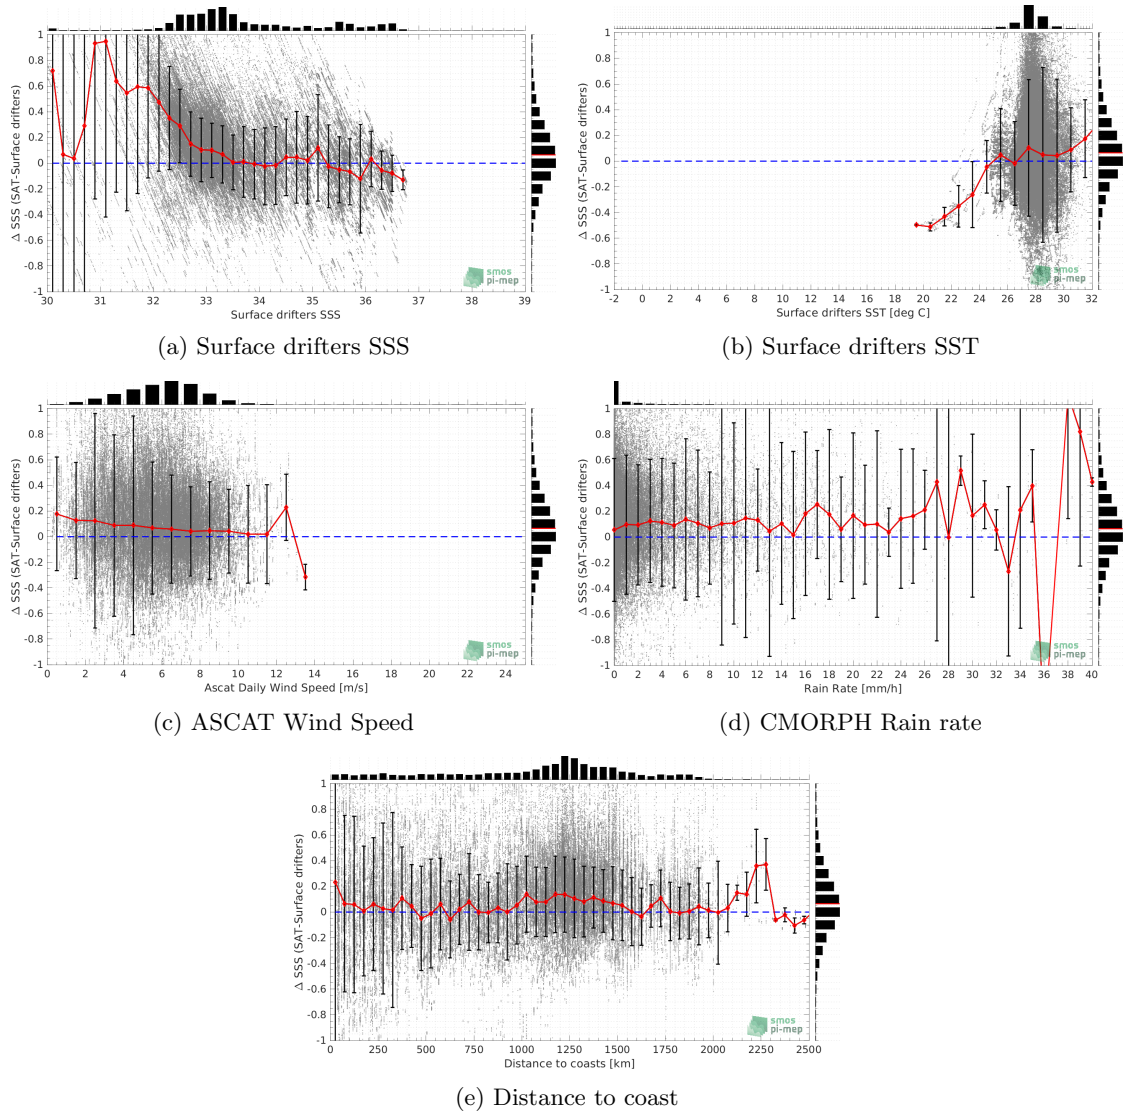 1
0.8
0.6
0.4
0.2
0
-0.2
-0.4
-0.6
-0.8
-1
Δ SSS (SAT-Surface drifters)
smos
pi-mep
30 31 32 33 34 35 36 37 38 39
Surface drifters SSS
(a) Surface drifters SSS
1
0.8
0.6
0.4
0.2
0
-0.2
-0.4
-0.6
-0.8
-1
Δ SSS (SAT-Surface drifters)
smos
pi-mep
-2 0 2 4 6 8 10 12 14 16 18 20 22 24 26 28 30 32
Surface drifters SST [deg C]
(b) Surface drifters SST
1
0.8
0.6
0.4
0.2
0
-0.2
-0.4
-0.6
-0.8
-1
Δ SSS (SAT-Surface drifters)
smos
pi-mep
0 2 4 6 8 10 12 14 16 18 20 22 24
Ascat Daily Wind Speed [m/s]
(c) ASCAT Wind Speed
1
0.8
0.6
0.4
0.2
0
-0.2
-0.4
-0.6
-0.8
-1
Δ SSS (SAT-Surface drifters)
smos
pi-mep
0 2 4 6 8 10 12 14 16 18 20 22 24 26 28 30 32 34 36 38 40
Rain Rate [mm/h]
(d) CMORPH Rain rate
1
0.8
0.6
0.4
0.2
0
-0.2
-0.4
-0.6
-0.8
-1
Δ SSS (SAT-Surface drifters)
smos
pi-mep
0 250 500 750 1000 1250 1500 1750 2000 2250 2500
Distance to coasts [km]
(e) Distance to coast